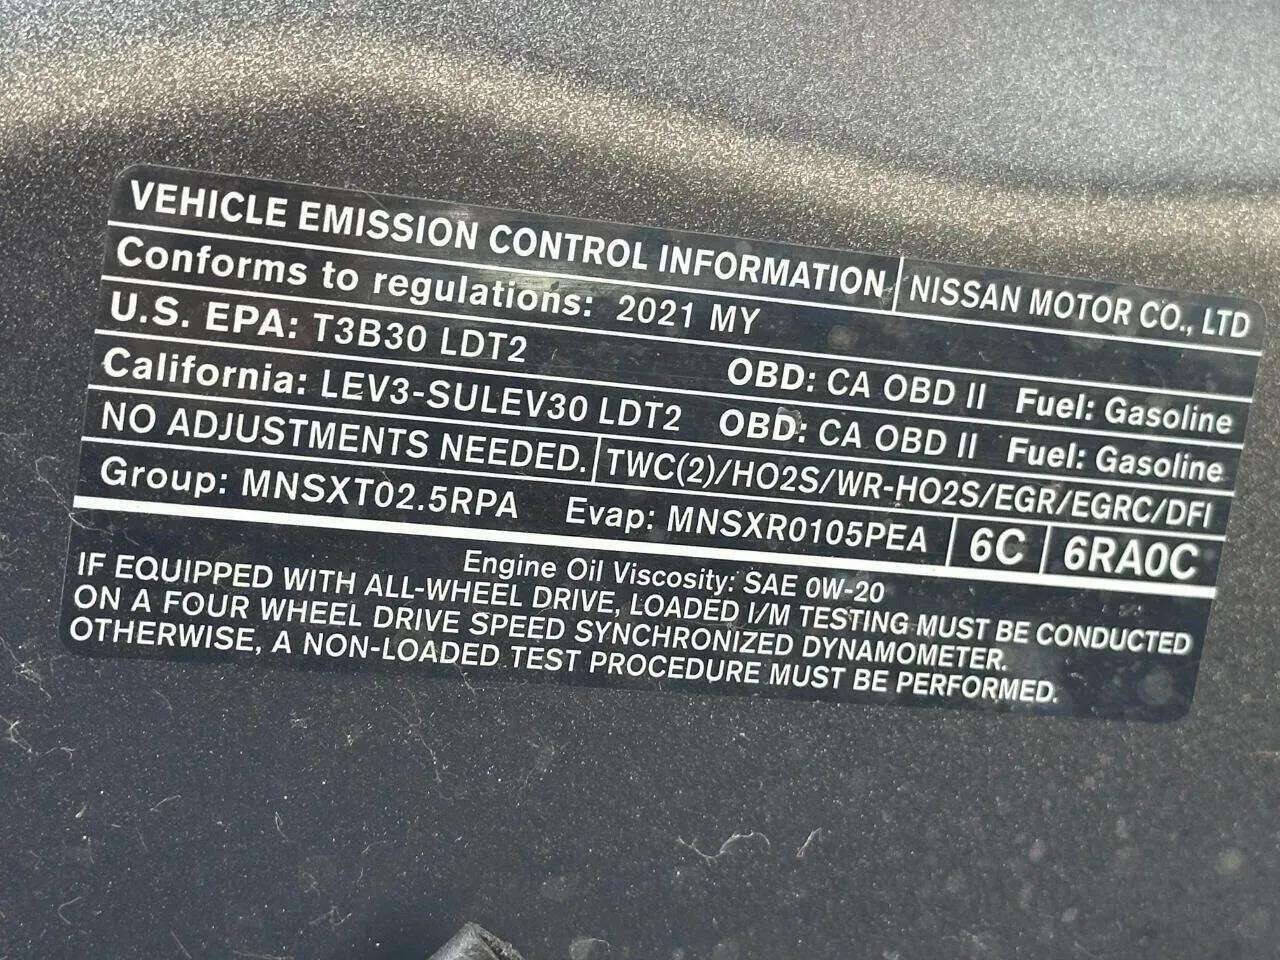 VEHICLE EMISSION CONTROL INFORMATION NISSAN MOTOR CO., LTD
Conforms to regulations: 2021 MY
U.S. EPA: T3B30 LDT2 OBD: CA OBD II Fuel: Gasoline
California: LEV3-SULEV30 LDT2 OBD: CA OBD II Fuel: Gasoline
NO ADJUSTMENTS NEEDED. TWC(2)/HO2S/WR-HO2S/EGR/EGRC/DFI
Group: MNSXT02.5RPA Evap: MNSXR0105PEA 6C 6RA0C
Engine Oil Viscosity: SAE 0W-20
IF EQUIPPED WITH ALL-WHEEL DRIVE, LOADED I/M TESTING MUST BE CONDUCTED
ON A FOUR WHEEL DRIVE SPEED SYNCHRONIZED DYNAMOMETER.
OTHERWISE, A NON-LOADED TEST PROCEDURE MUST BE PERFORMED.